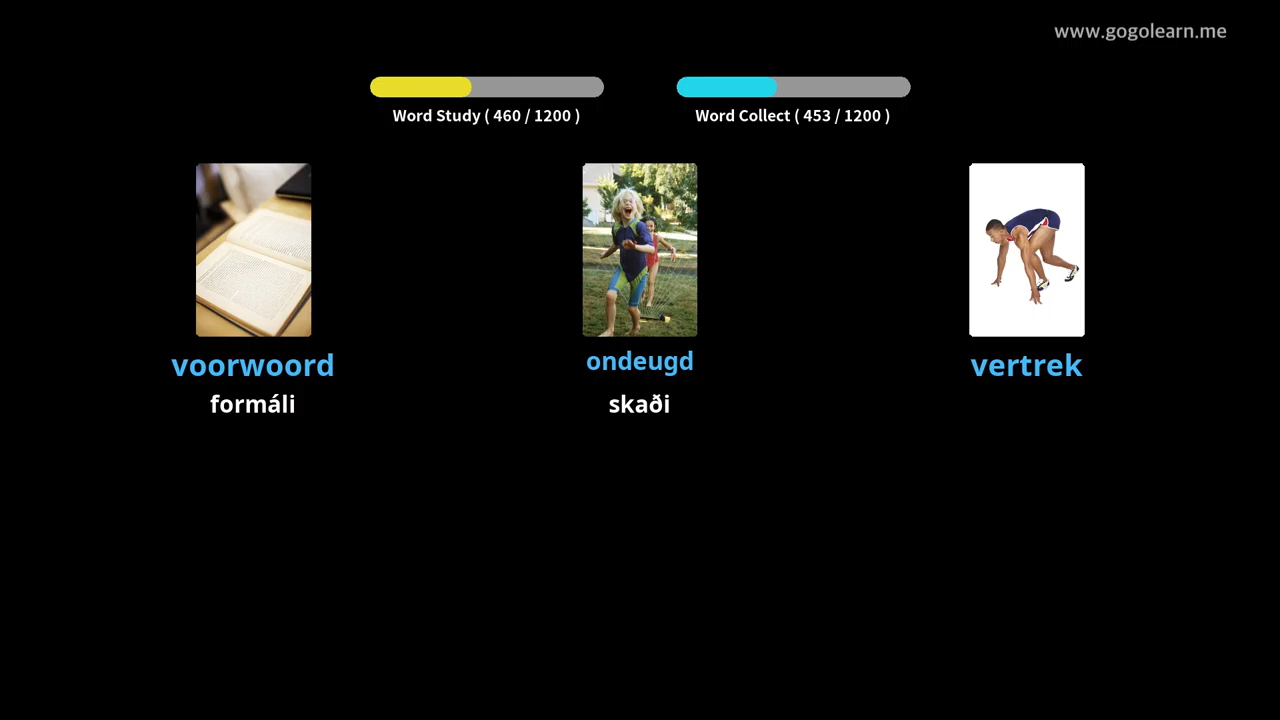 www.gogolearn.me
Word Study ( 460 / 1200 )
Word Collect ( 453 / 1200 )
voorwoord
formáli
ondeugd
skaði
vertrek